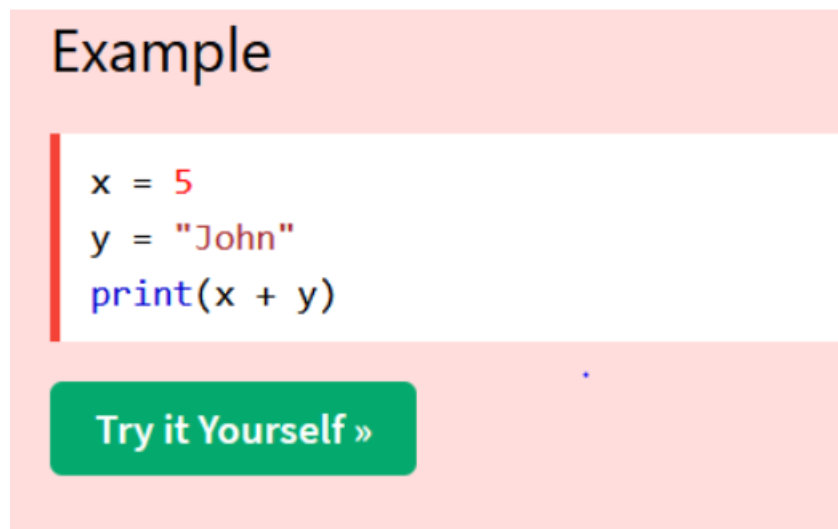 Example
x = 5
y = "John"
print(x + y)
Try it Yourself »